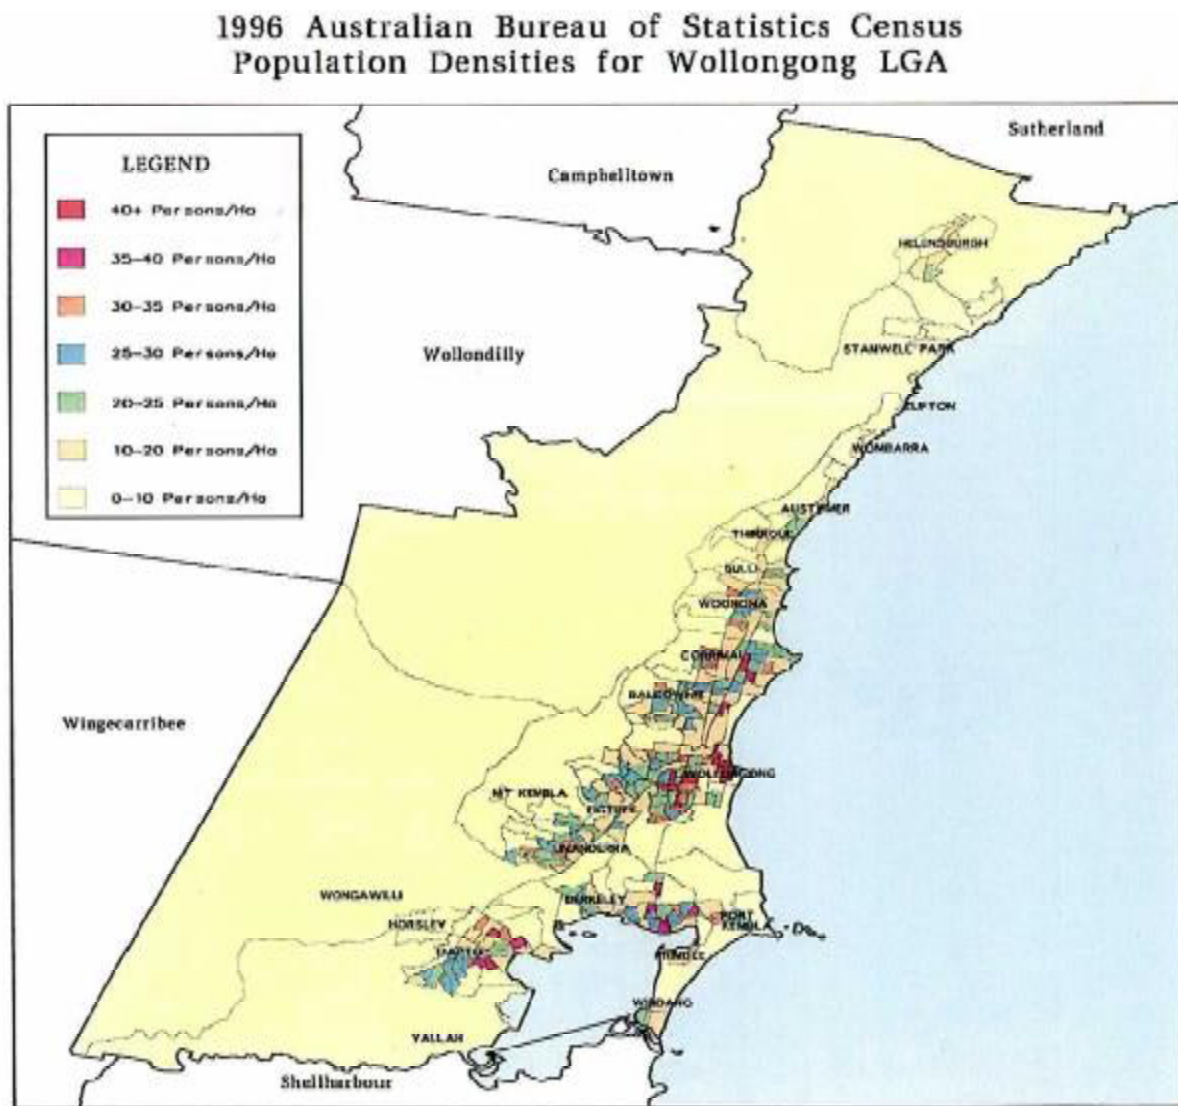 1996 Australian Bureau of Statistics Census
Population Densities for Wollongong LGA
Sutherland
Campbelltown
LEGEND
40+ Persons/Ha
35-40 Persons/Ha
30-35 Persons/Ha
25-30 Persons/Ha
20-25 Persons/Ha
10-20 Persons/Ha
0-10 Persons/Ha
HELENSBURGH
Wollondilly
STANWELL PARK
CLIFTON
WOMBARRA
AUSTINMER
THIRROUL
BULLI
WOONONA
CORRIMAL
BALGOWNIE
Wingecarribee
WOLLONGONG
MT KEMBLA
FIGTREE
UNANDERRA
WONGAWILLI
BERKELEY
HORSLEY
PORT
KEMBLA
DAPTO
PRIMBEE
WINDANG
YALLAH
Shellharbour